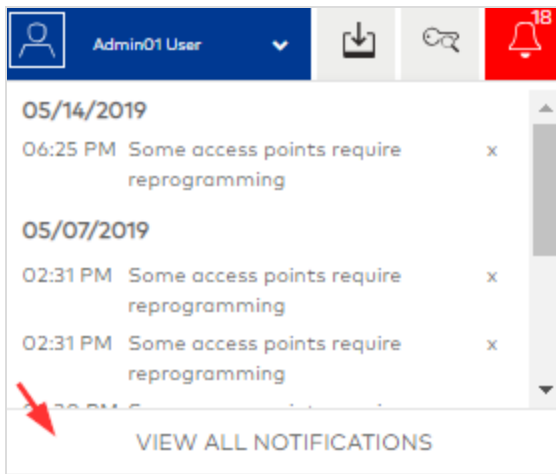 Admin01 User
18
05/14/2019
06:25 PM Some access points require x
reprogramming
05/07/2019
02:31 PM Some access points require x
reprogramming
02:31 PM Some access points require x
reprogramming
VIEW ALL NOTIFICATIONS